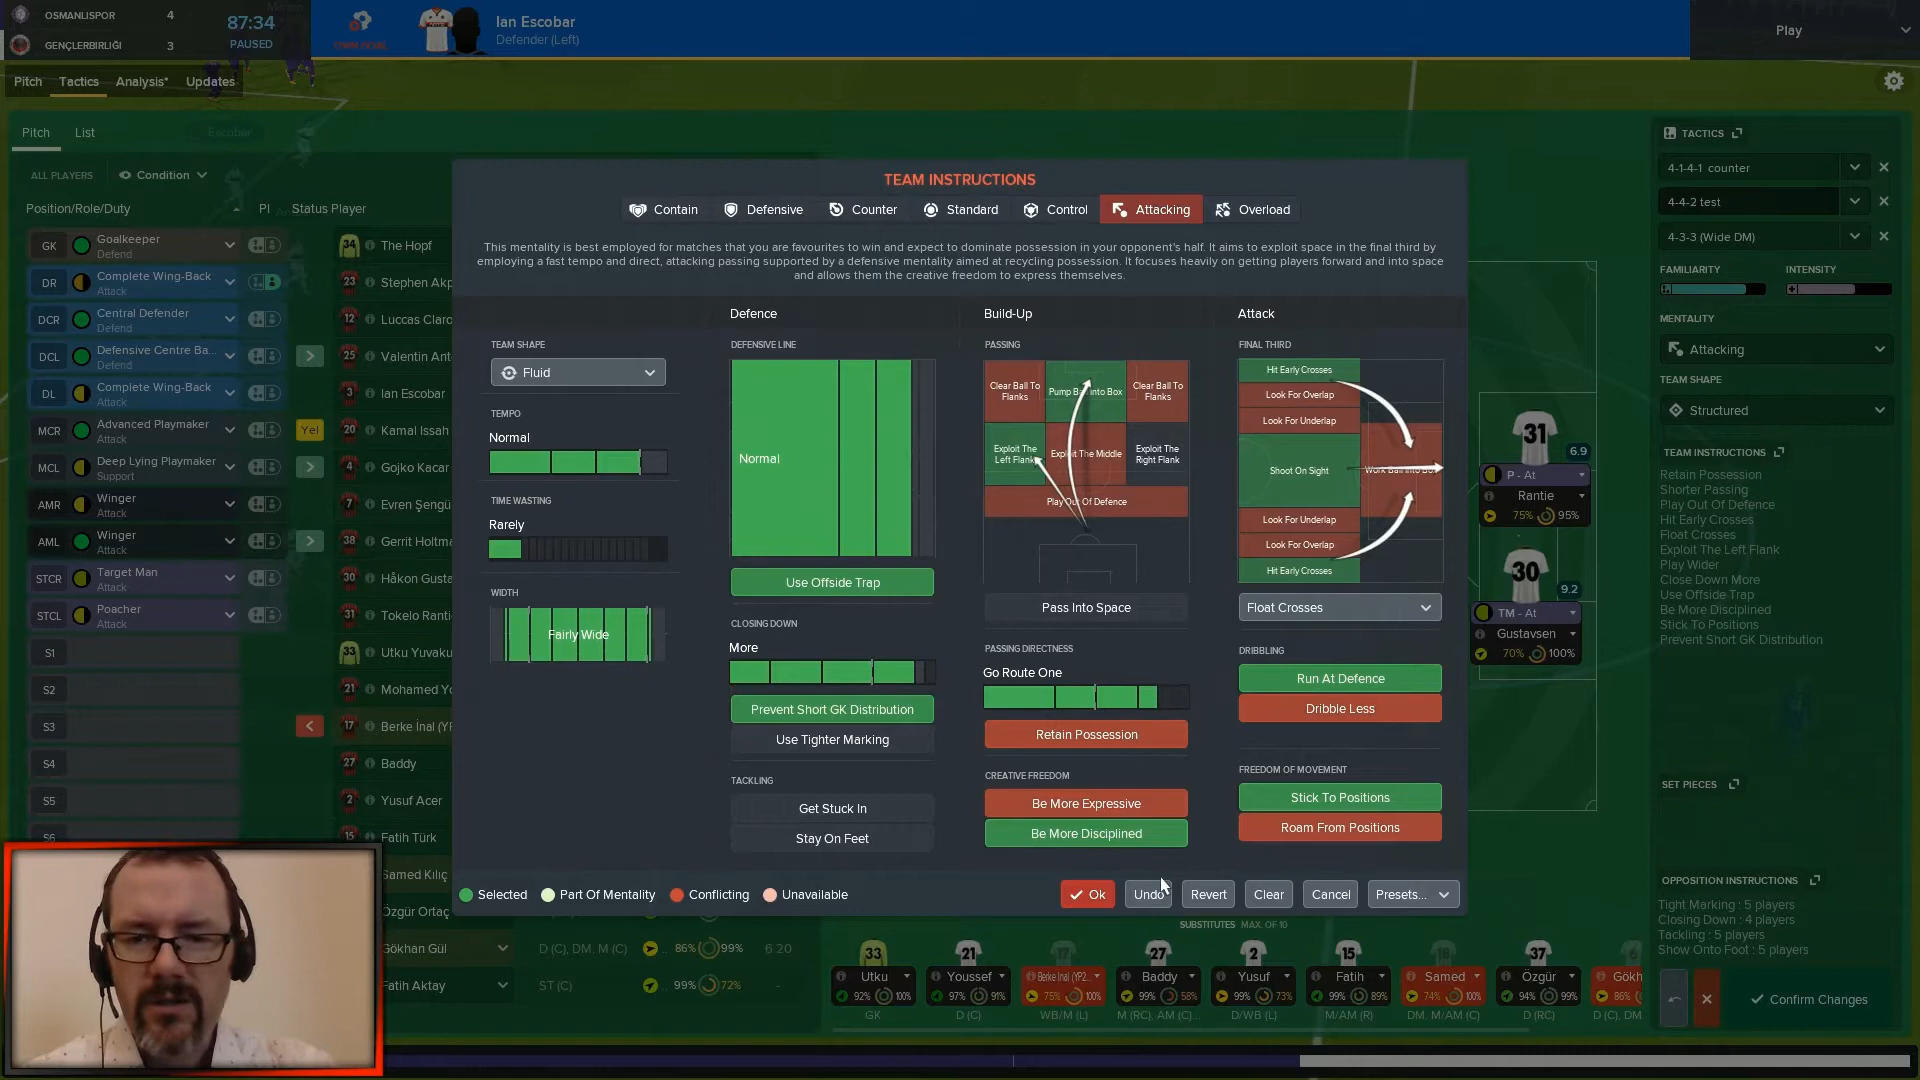 OSMANLISPOR 4
GENÇLERBIRLIĞI 3
87:34
PAUSED
Ian Escobar
Defender (Left)
Play
Pitch Tactics Analysis* Updates
Pitch List Escobar
ALL PLAYERS Condition
Position/Role/Duty PI Status Player
GK Goalkeeper Defend 34 The Hopf
DR Complete Wing-Back Attack 23 Stephen Akp
DCR Central Defender Defend 12 Luccas Claro
DCL Defensive Centre Ba... Defend 25 Valentin Ant
DL Complete Wing-Back Attack 3 Ian Escobar
MCR Advanced Playmaker Attack Yel 20 Kamal Issah
MCL Deep Lying Playmaker Support 4 Gojko Kacar
AMR Winger Attack 7 Evren Şengü
AML Winger Attack 38 Gerrit Holtma
STCR Target Man Attack 30 Håkon Gusta
STCL Poacher Attack 31 Tokelo Ranti
S1 33 Utku Yuvaku
S2 21 Mohamed Yo
S3 17 Berke İnal (YP
S4 27 Baddy
S5 2 Yusuf Acer
S6 15 Fatih Türk
Samed Kılıç
Özgür Ortaç
Gökhan Gül D (C), DM, M (C) 86% 99% 6.20
Fatih Aktay ST (C) 99% 72% -
TEAM INSTRUCTIONS
Contain Defensive Counter Standard Control Attacking Overload
This mentality is best employed for matches that you are favourites to win and expect to dominate possession in your opponent's half. It aims to exploit space in the final third by
employing a fast tempo and direct, attacking passing supported by a defensive mentality aimed at recycling possession. It focuses heavily on getting players forward and into space
and allows them the creative freedom to express themselves.
Defence Build-Up Attack
TEAM SHAPE
Fluid
TEMPO
Normal
TIME WASTING
Rarely
WIDTH
Fairly Wide
DEFENSIVE LINE
Normal
Use Offside Trap
CLOSING DOWN
More
Prevent Short GK Distribution
Use Tighter Marking
TACKLING
Get Stuck In
Stay On Feet
PASSING
Clear Ball To Flanks
Pump Ball Into Box
Clear Ball To Flanks
Exploit The Left Flank
Exploit The Middle
Exploit The Right Flank
Play Out Of Defence
Pass Into Space
PASSING DIRECTNESS
Go Route One
Retain Possession
CREATIVE FREEDOM
Be More Expressive
Be More Disciplined
FINAL THIRD
Hit Early Crosses
Look For Overlap
Look For Underlap
Shoot On Sight
Work Ball Into Box
Look For Underlap
Look For Overlap
Hit Early Crosses
Float Crosses
DRIBBLING
Run At Defence
Dribble Less
FREEDOM OF MOVEMENT
Stick To Positions
Roam From Positions
Selected Part Of Mentality Conflicting Unavailable
Ok Undo Revert Clear Cancel Presets...
31
6.9
P - At
Rantie
75% 95%
30
9.2
TM - At
Gustavsen
70% 100%
TACTICS
4-1-4-1 counter
4-4-2 test
4-3-3 (Wide DM)
FAMILIARITY INTENSITY
MENTALITY
Attacking
TEAM SHAPE
Structured
TEAM INSTRUCTIONS
Retain Possession
Shorter Passing
Play Out Of Defence
Hit Early Crosses
Float Crosses
Exploit The Left Flank
Play Wider
Close Down More
Use Offside Trap
Be More Disciplined
Stick To Positions
Prevent Short GK Distribution
SET PIECES
OPPOSITION INSTRUCTIONS
Tight Marking : 5 players
Closing Down : 4 players
Tackling : 5 players
Show Onto Foot : 5 players
Confirm Changes
SUBSTITUTES MAX. OF 10
33 21 17 27 2 15 18 37 6
Utku Youssef Berke İnal (YP2... Baddy Yusuf Fatih Samed Özgür Gökh
92% 100% 97% 91% 75% 100% 99% 58% 99% 73% 99% 89% 74% 100% 94% 99% 86%
GK D (C) WB/M (L) M (RC), AM (C)... D/WB (L) M/AM (R) DM, M/AM (C) D (RC) D (C), DM